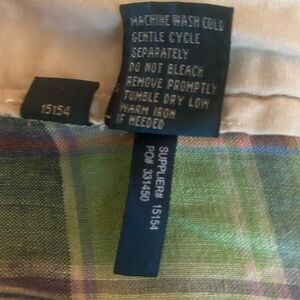 MACHINE WASH COLD
GENTLE CYCLE
SEPARATELY
DO NOT BLEACH
REMOVE PROMPTLY
TUMBLE DRY LOW
WARM IRON
IF NEEDED
15154
SUPPLIER# 15154
PO# 331450